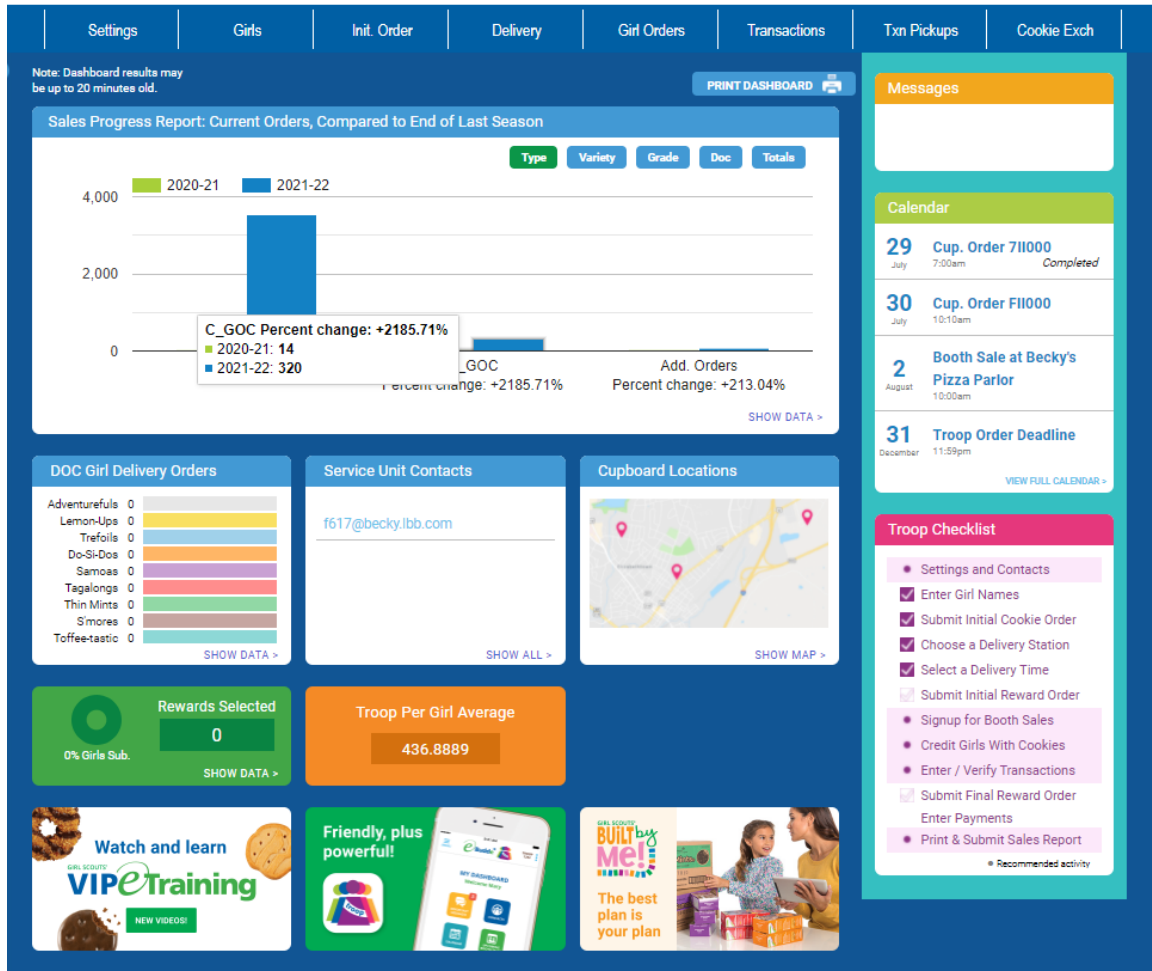 Settings
Girls
Init. Order
Delivery
Girl Orders
Transactions
Txn Pickups
Cookie Exch
Note: Dashboard results may
be up to 20 minutes old.
PRINT DASHBOARD
Sales Progress Report: Current Orders, Compared to End of Last Season
Type
Variety
Grade
Doc
Totals
2020-21
2021-22
4,000
2,000
0
C_GOC Percent change: +2185.71%
2020-21: 14
2021-22: 320
_GOC
Percent change: +2185.71%
Add. Orders
Percent change: +213.04%
SHOW DATA >
DOC Girl Delivery Orders
Adventurefuls 0
Lemon-Ups 0
Trefoils 0
Do-Si-Dos 0
Samoas 0
Tagalongs 0
Thin Mints 0
S'mores 0
Toffee-tastic 0
SHOW DATA >
Service Unit Contacts
f617@becky.lbb.com
SHOW ALL >
Cupboard Locations
SHOW MAP >
Rewards Selected
0
0% Girls Sub.
SHOW DATA >
Troop Per Girl Average
436.8889
Watch and learn
GIRL SCOUTS'
VIP eTraining
NEW VIDEOS!
Friendly, plus
powerful!
troop
MY DASHBOARD
GIRL SCOUTS'
BUILT by
Me!
The best
plan is
your plan
Messages
Calendar
29
July
Cup. Order 7II000
7:00am
Completed
30
July
Cup. Order FII000
10:10am
2
August
Booth Sale at Becky's
Pizza Parlor
10:00am
31
December
Troop Order Deadline
11:59pm
VIEW FULL CALENDAR >
Troop Checklist
Settings and Contacts
Enter Girl Names
Submit Initial Cookie Order
Choose a Delivery Station
Select a Delivery Time
Submit Initial Reward Order
Signup for Booth Sales
Credit Girls With Cookies
Enter / Verify Transactions
Submit Final Reward Order
Enter Payments
Print & Submit Sales Report
Recommended activity